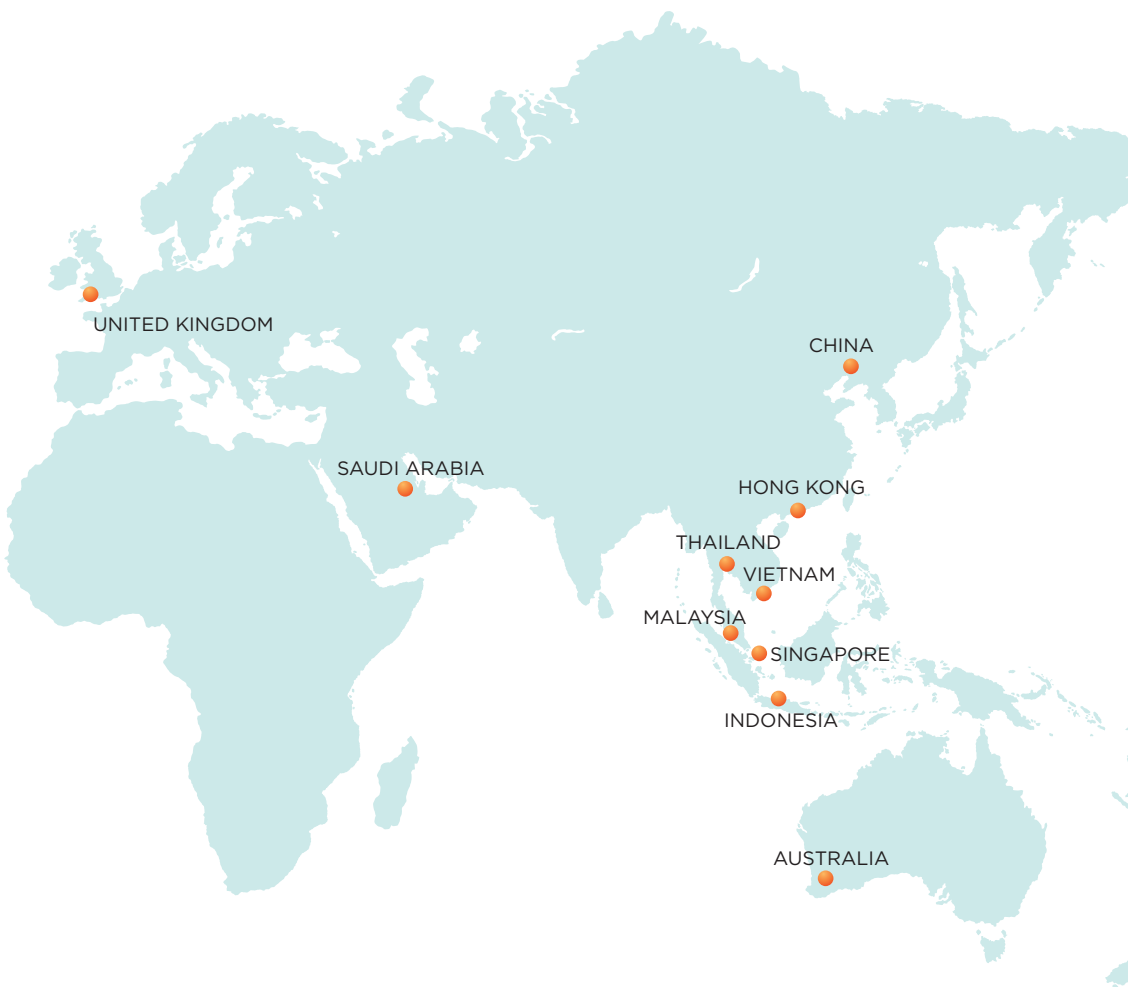 UNITED KINGDOM
CHINA
SAUDI ARABIA
HONG KONG
THAILAND
VIETNAM
MALAYSIA
SINGAPORE
INDONESIA
AUSTRALIA